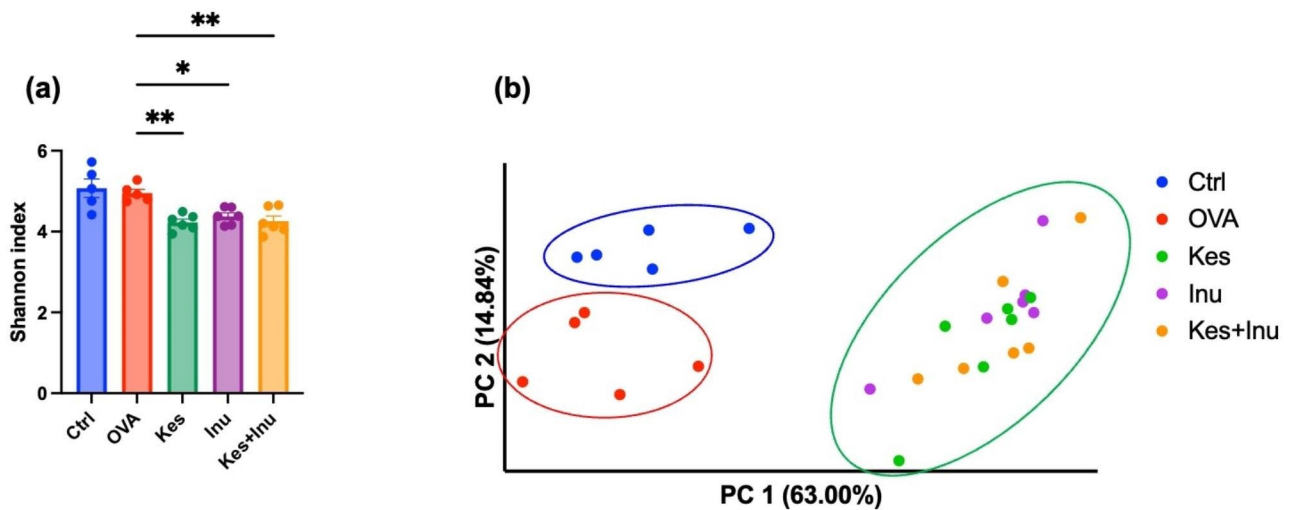 (a)
**
*
**
Shannon index
6
4
2
0
Ctrl
OVA
Kes
Inu
Kes+Inu
(b)
PC 2 (14.84%)
PC 1 (63.00%)
Ctrl
OVA
Kes
Inu
Kes+Inu